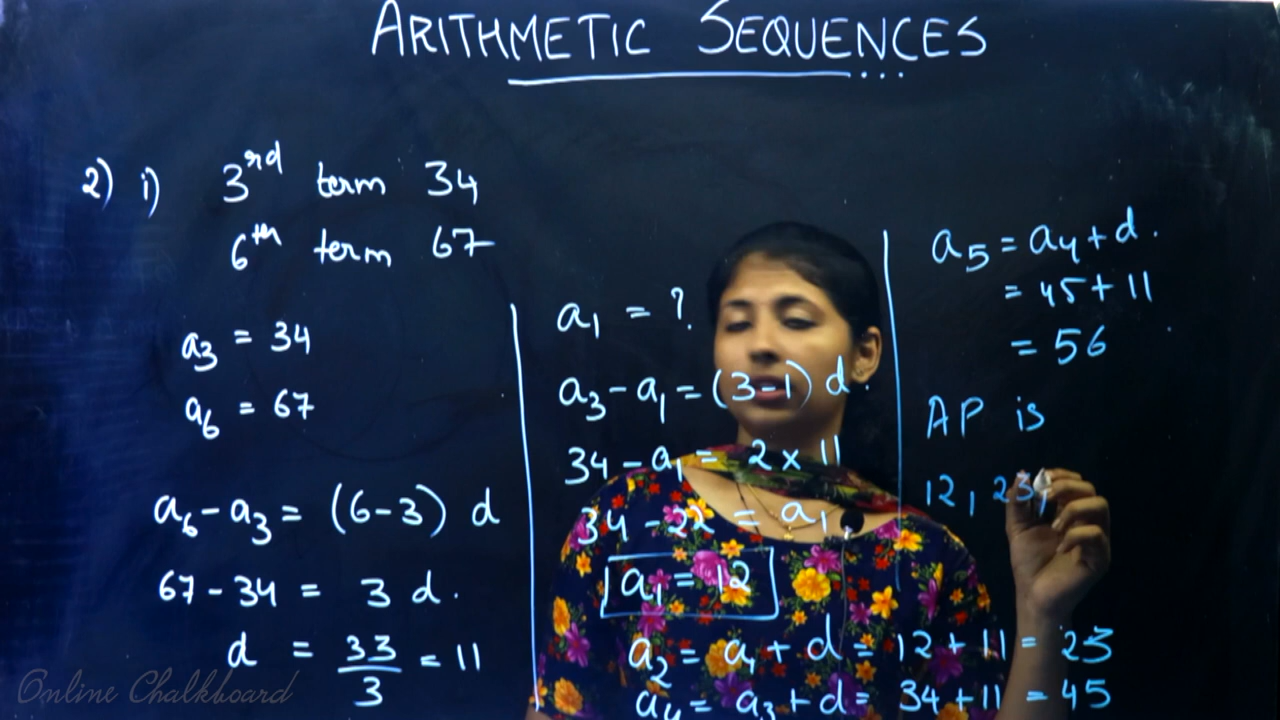 ARITHMETIC SEQUENCES...
2) i) 3rd term 34
6th term 67
a3 = 34
a6 = 67
a6 - a3 = (6-3) d
67 - 34 = 3 d.
d = 33/3 = 11
a1 = ?
a3 - a1 = (3-1) d.
34 - a1 = 2 x 11
34 - 22 = a1
a1 = 12
a2 = a1 + d = 12 + 11 = 23
a4 = a3 + d = 34 + 11 = 45
a5 = a4 + d.
= 45 + 11
= 56
AP is
12, 23,
Online Chalkboard